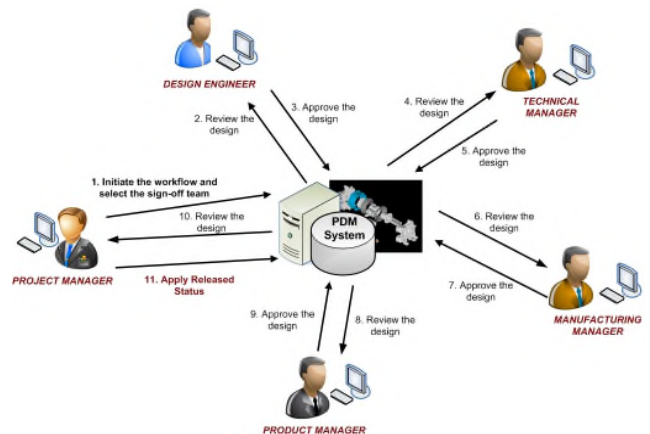 DESIGN ENGINEER
2. Review the
design
3. Approve the
design
4. Review the
design
TECHNICAL
MANAGER
5. Approve the
design
1. Initiate the workflow and
select the sign-off team
10. Review the
design
PROJECT MANAGER
11. Apply Released
Status
PDM
System
6. Review the
design
7. Approve the
design
MANUFACTURING
MANAGER
9. Approve the
design
8. Review the
design
PRODUCT MANAGER